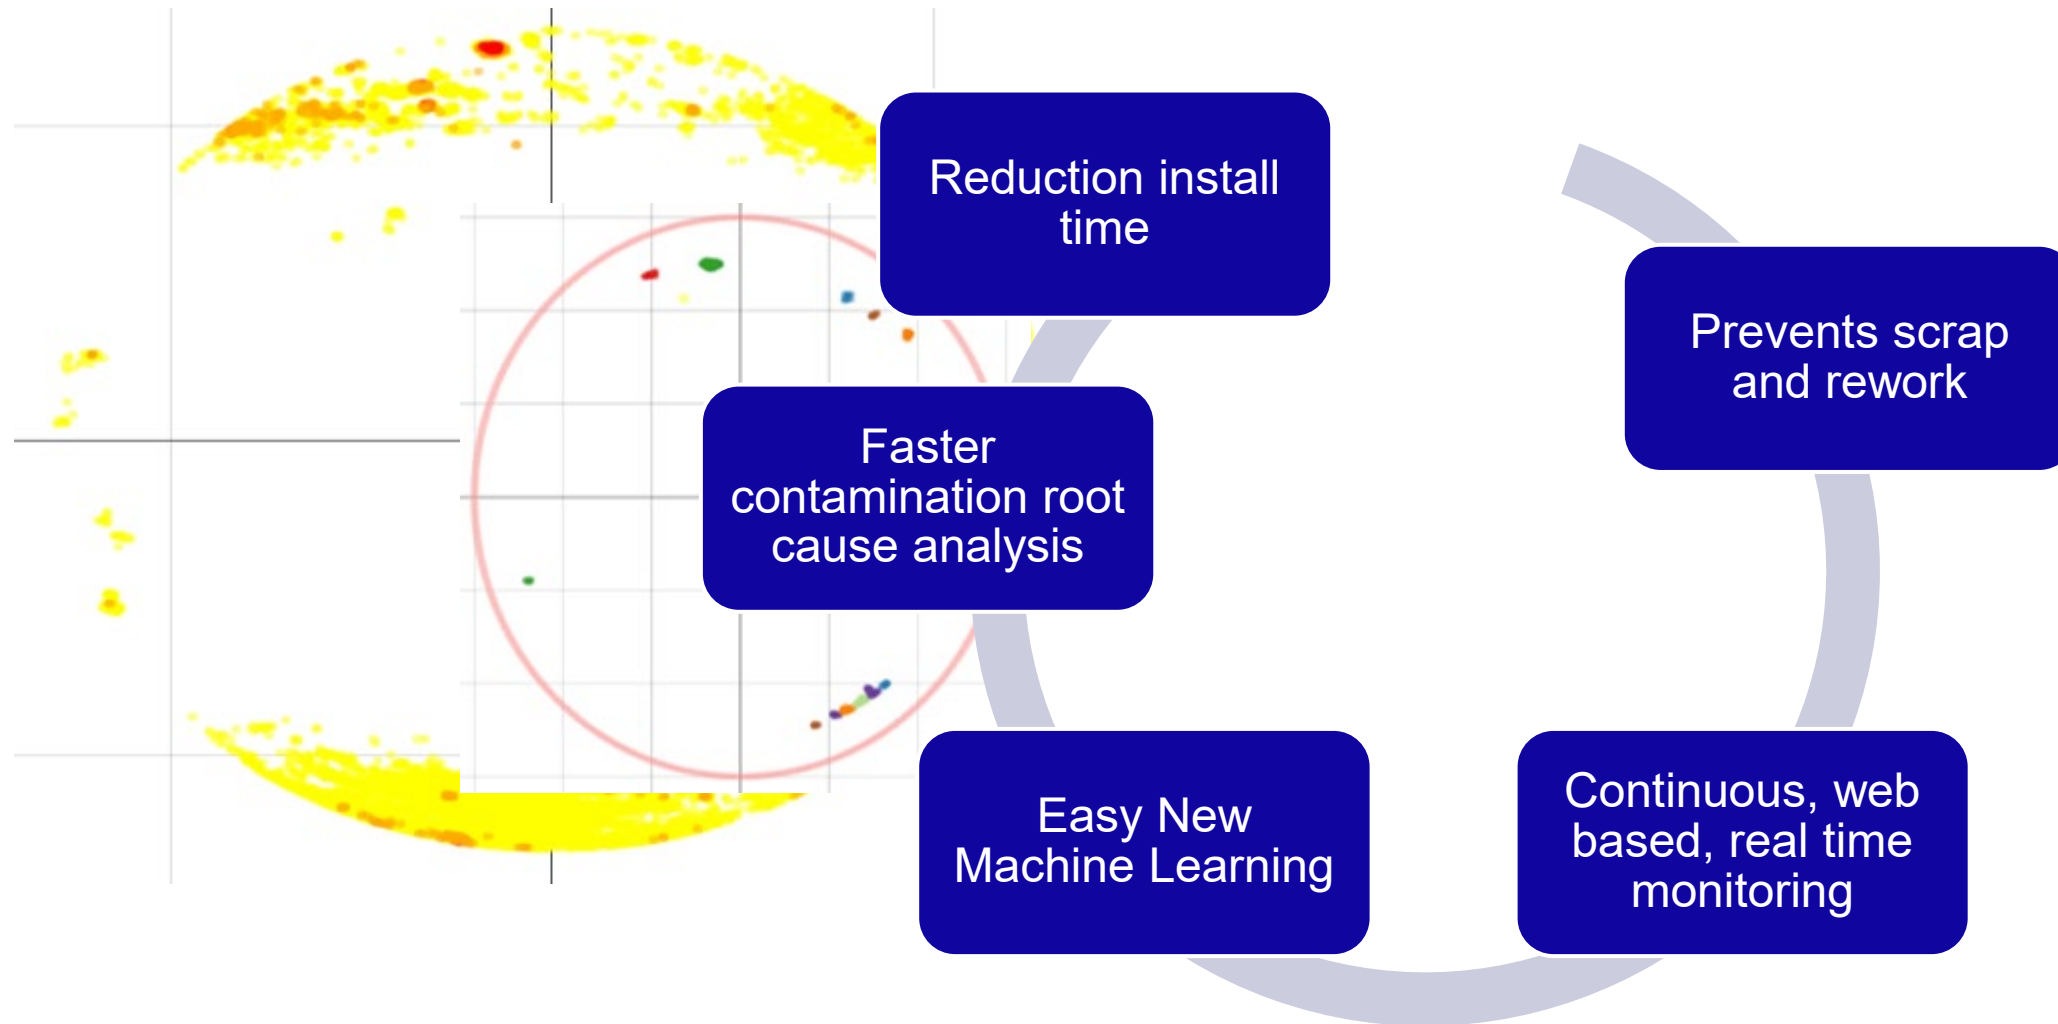 Reduction install
time
Prevents scrap
and rework
Faster
contamination root
cause analysis
Easy New
Machine Learning
Continuous, web
based, real time
monitoring